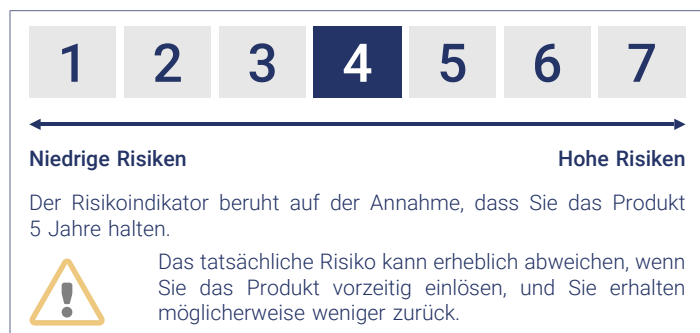 1 2 3 4 5 6 7
Niedrige Risiken Hohe Risiken
Der Risikoindikator beruht auf der Annahme, dass Sie das Produkt
5 Jahre halten.
Das tatsächliche Risiko kann erheblich abweichen, wenn
Sie das Produkt vorzeitig einlösen, und Sie erhalten
möglicherweise weniger zurück.